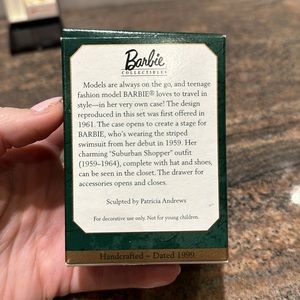 Barbie
COLLECTIBLES
Models are always on the go, and teenage
fashion model BARBIE® loves to travel in
style—in her very own case! The design
reproduced in this set was first offered in
1961. The case opens to create a stage for
BARBIE, who's wearing the striped
swimsuit from her debut in 1959. Her
charming "Suburban Shopper" outfit
(1959–1964), complete with hat and shoes,
can be seen in the closet. The drawer for
accessories opens and closes.
Sculpted by Patricia Andrews
For decorative use only. Not for young children.
Handcrafted ~ Dated 1999